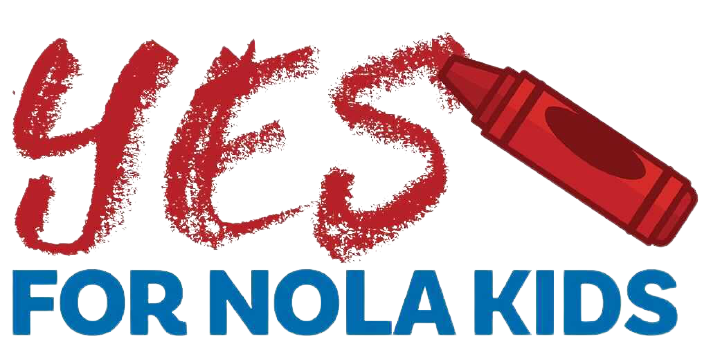 YES
FOR NOLA KIDS